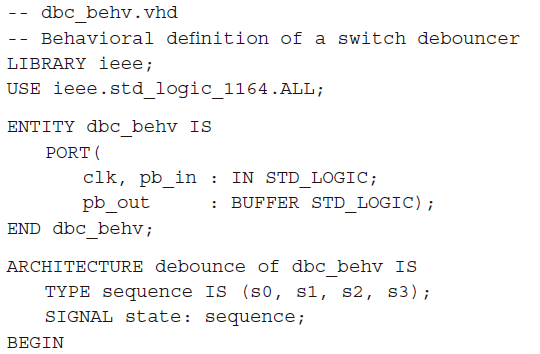 -- dbc_behv.vhd
-- Behavioral definition of a switch debouncer
LIBRARY ieee;
USE ieee.std_logic_1164.ALL;
ENTITY dbc_behv IS
PORT(
clk, pb_in : IN STD_LOGIC;
pb_out : BUFFER STD_LOGIC);
END dbc_behv;
ARCHITECTURE debounce of dbc_behv IS
TYPE sequence IS (s0, s1, s2, s3);
SIGNAL state: sequence;
BEGIN